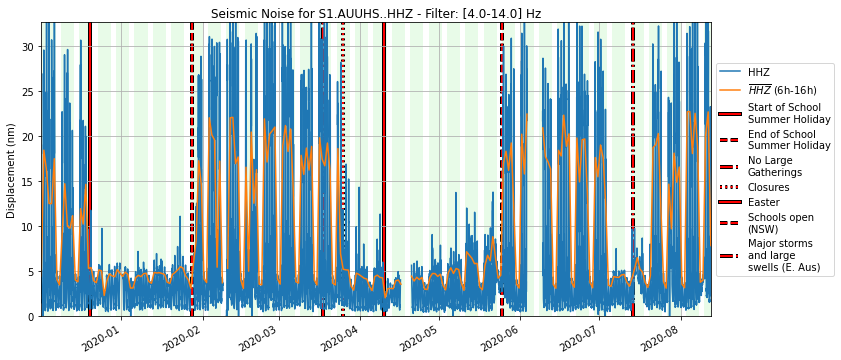 Seismic Noise for S1.AUUHS..HHZ - Filter: [4.0-14.0] Hz
Displacement (nm)
30
25
20
15
10
5
0
2020-01
2020-02
2020-03
2020-04
2020-05
2020-06
2020-07
2020-08
HHZ
HHZ (6h-16h)
Start of School
Summer Holiday
End of School
Summer Holiday
No Large
Gatherings
Closures
Easter
Schools open
(NSW)
Major storms
and large
swells (E. Aus)